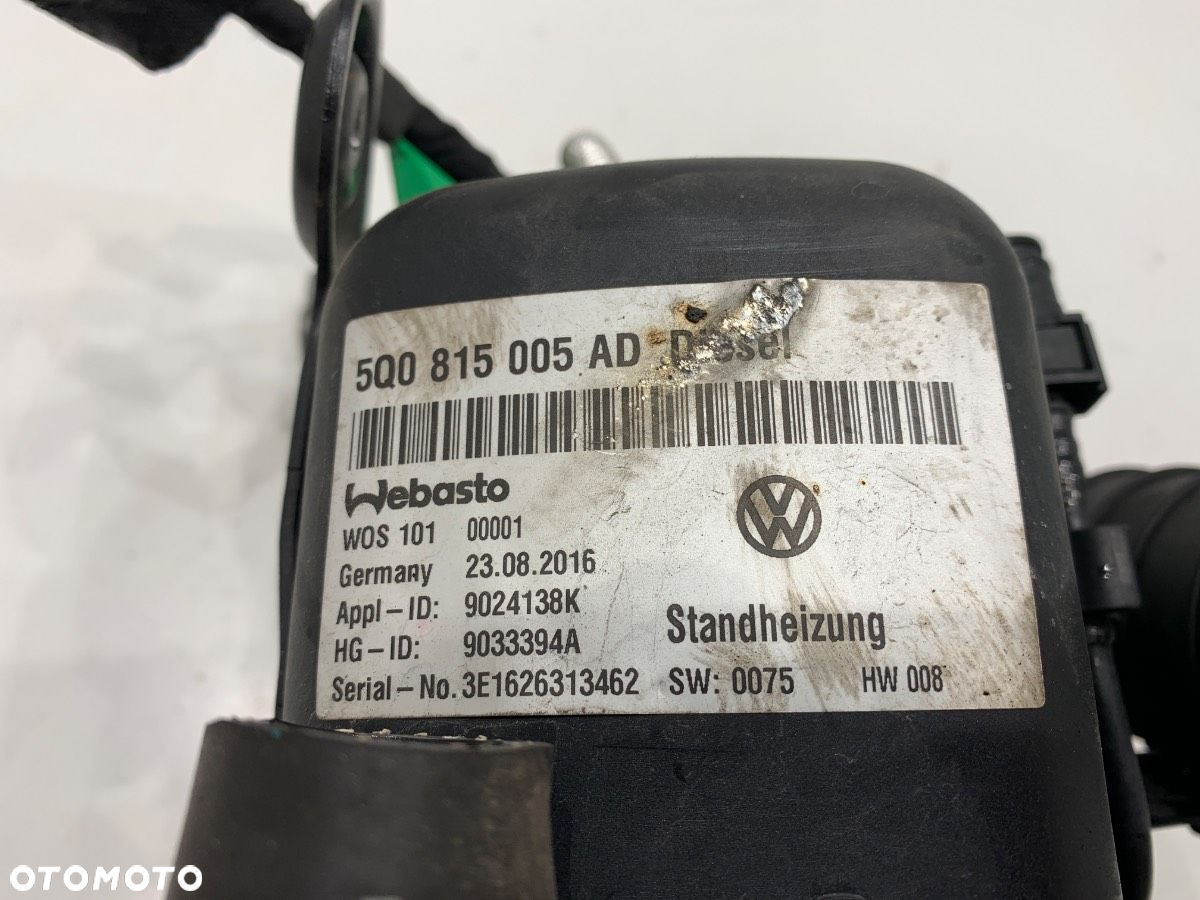 5Q0 815 005 AD Diesel
Webasto
WOS 101 00001
Germany 23.08.2016
Appl-ID: 9024138K
HG-ID: 9033394A
Standheizung
Serial-No. 3E1626313462 SW: 0075 HW 008
OTOMOTO